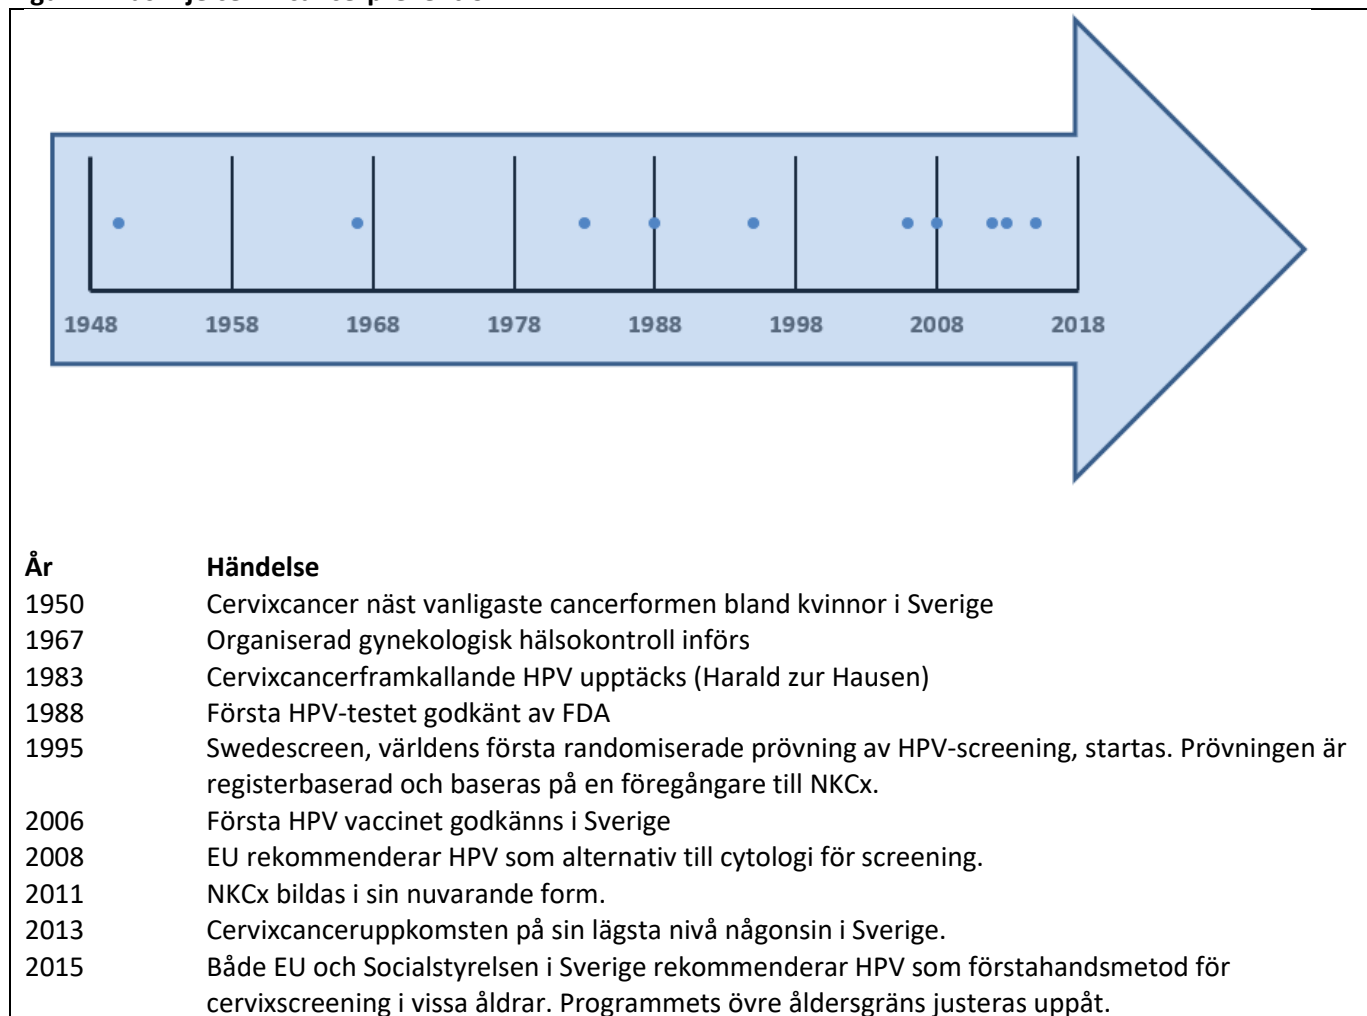 1948 1958 1968 1978 1988 1998 2008 2018
År Händelse
1950 Cervixcancer näst vanligaste cancerformen bland kvinnor i Sverige
1967 Organiserad gynekologisk hälsokontroll införs
1983 Cervixcancerframkallande HPV upptäcks (Harald zur Hausen)
1988 Första HPV-testet godkänt av FDA
1995 Swedescreen, världens första randomiserade prövning av HPV-screening, startas. Prövningen är
registerbaserad och baseras på en föregångare till NKCx.
2006 Första HPV vaccinet godkänns i Sverige
2008 EU rekommenderar HPV som alternativ till cytologi för screening.
2011 NKCx bildas i sin nuvarande form.
2013 Cervixcanceruppkomsten på sin lägsta nivå någonsin i Sverige.
2015 Både EU och Socialstyrelsen i Sverige rekommenderar HPV som förstahandsmetod för
cervixscreening i vissa åldrar. Programmets övre åldersgräns justeras uppåt.